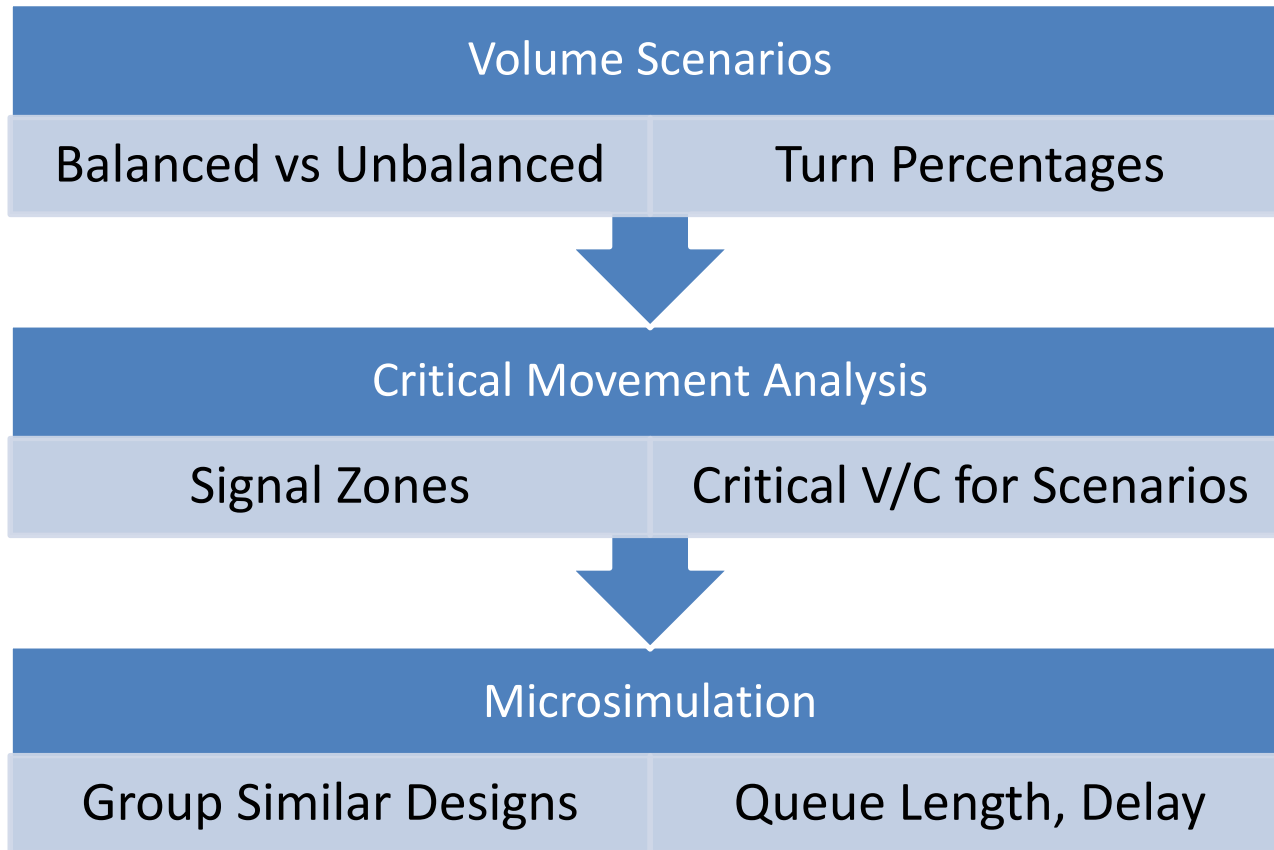 Volume Scenarios
Balanced vs Unbalanced
Turn Percentages
Critical Movement Analysis
Signal Zones
Critical V/C for Scenarios
Microsimulation
Group Similar Designs
Queue Length, Delay